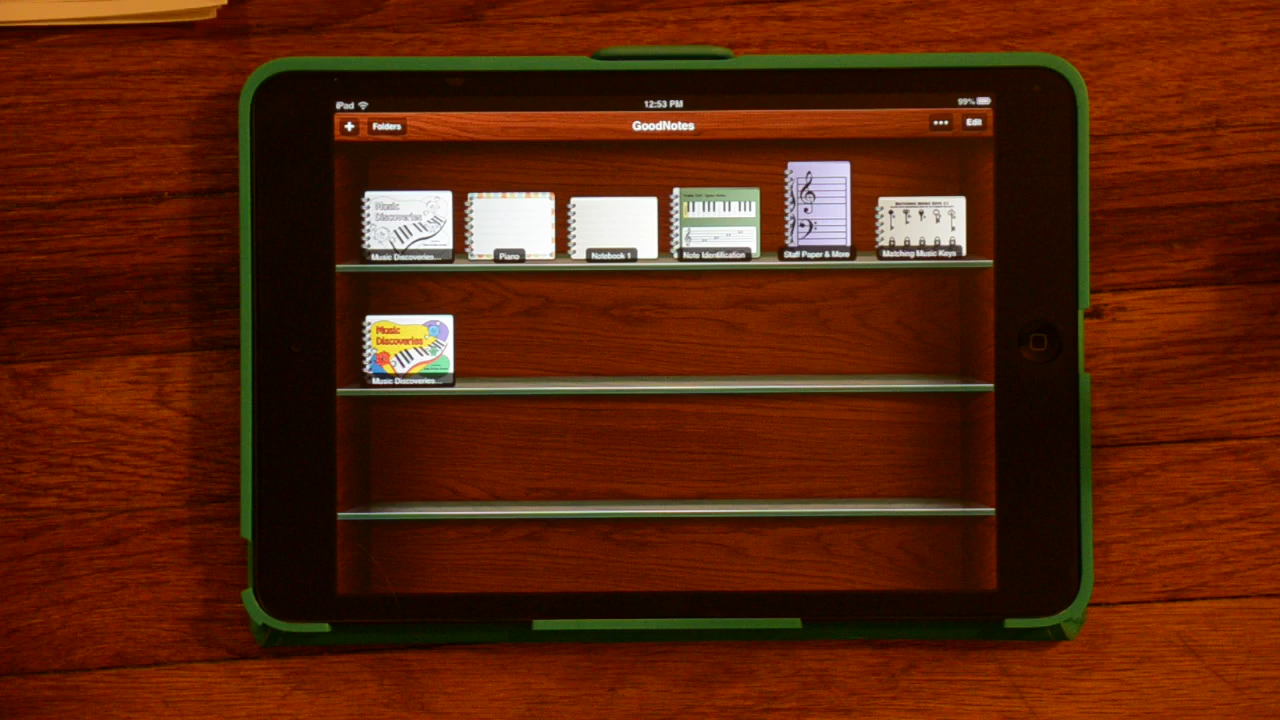 iPad 12:53 PM 99%
+ Folders GoodNotes ••• Edit
Music
Discoveries
Music Discoveries...
Piano
Notebook 1
Note Identification
Staff Paper & More
Matching Music Keys
Music
Discoveries
Music Discoveries...